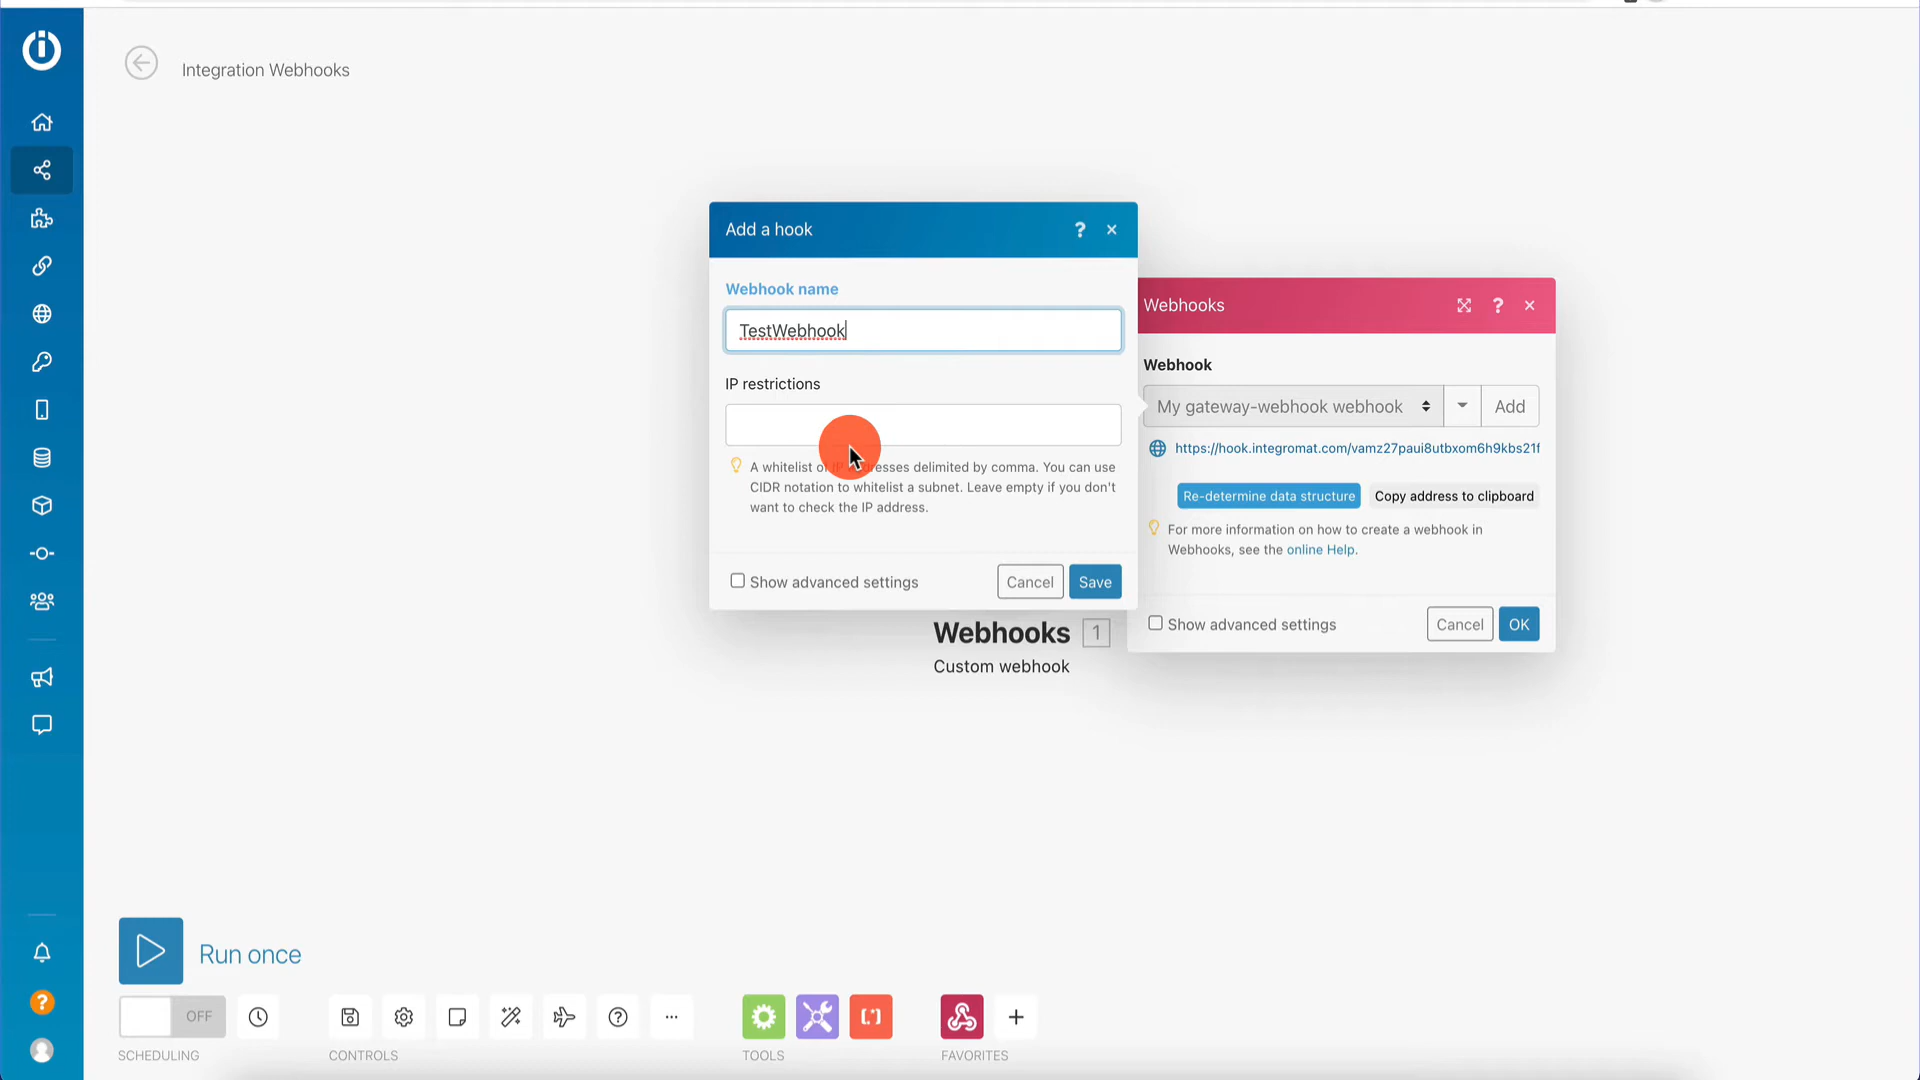 Integration Webhooks
Add a hook
?
Webhook name
TestWebhook
IP restrictions
A whitelist of IP addresses delimited by comma. You can use
CIDR notation to whitelist a subnet. Leave empty if you don't
want to check the IP address.
Show advanced settings
Cancel
Save
Webhooks
?
Webhook
My gateway-webhook webhook
Add
https://hook.integromat.com/vamz27paui8utbxom6h9kbs21f
Re-determine data structure
Copy address to clipboard
For more information on how to create a webhook in
Webhooks, see the online Help.
Show advanced settings
Cancel
OK
Webhooks 1
Custom webhook
Run once
OFF
SCHEDULING
CONTROLS
TOOLS
FAVORITES